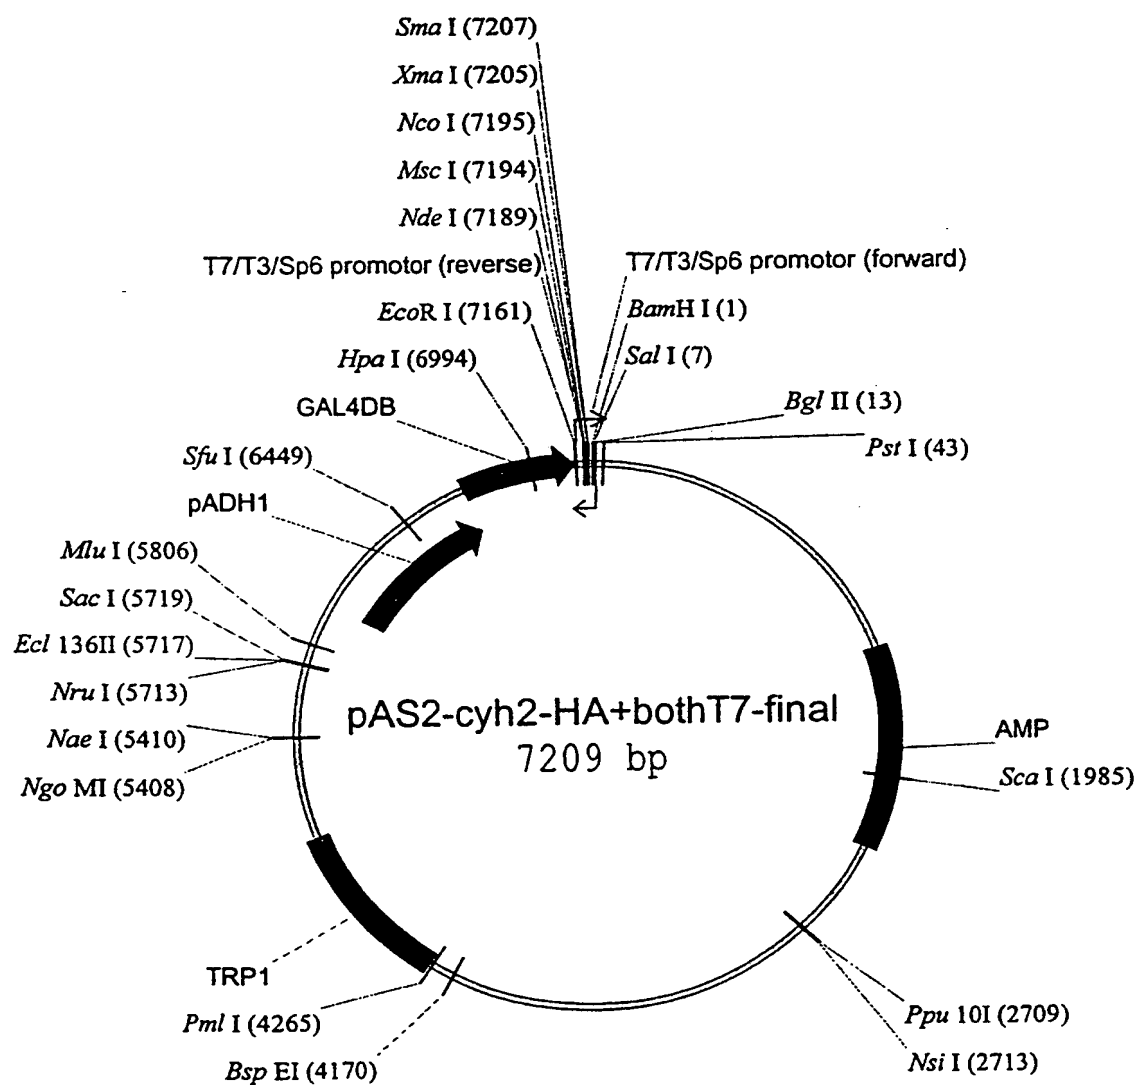 Sma I (7207)
Xma I (7205)
Nco I (7195)
Msc I (7194)
Nde I (7189)
T7/T3/Sp6 promotor (reverse)
T7/T3/Sp6 promotor (forward)
EcoR I (7161)
BamH I (1)
Hpa I (6994)
Sal I (7)
GAL4DB
Bgl II (13)
Sfu I (6449)
Pst I (43)
pADH1
Mlu I (5806)
Sac I (5719)
Ecl 136II (5717)
Nru I (5713)
pAS2-cyh2-HA+bothT7-final
7209 bp
Nae I (5410)
AMP
Ngo MI (5408)
Sca I (1985)
TRP1
Pml I (4265)
Ppu 10I (2709)
Bsp EI (4170)
Nsi I (2713)